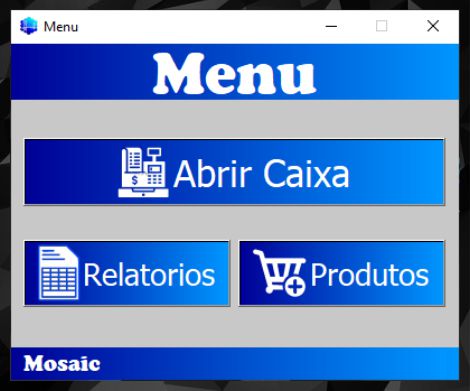 Menu
Menu
Abrir Caixa
Relatorios
Produtos
Mosaic